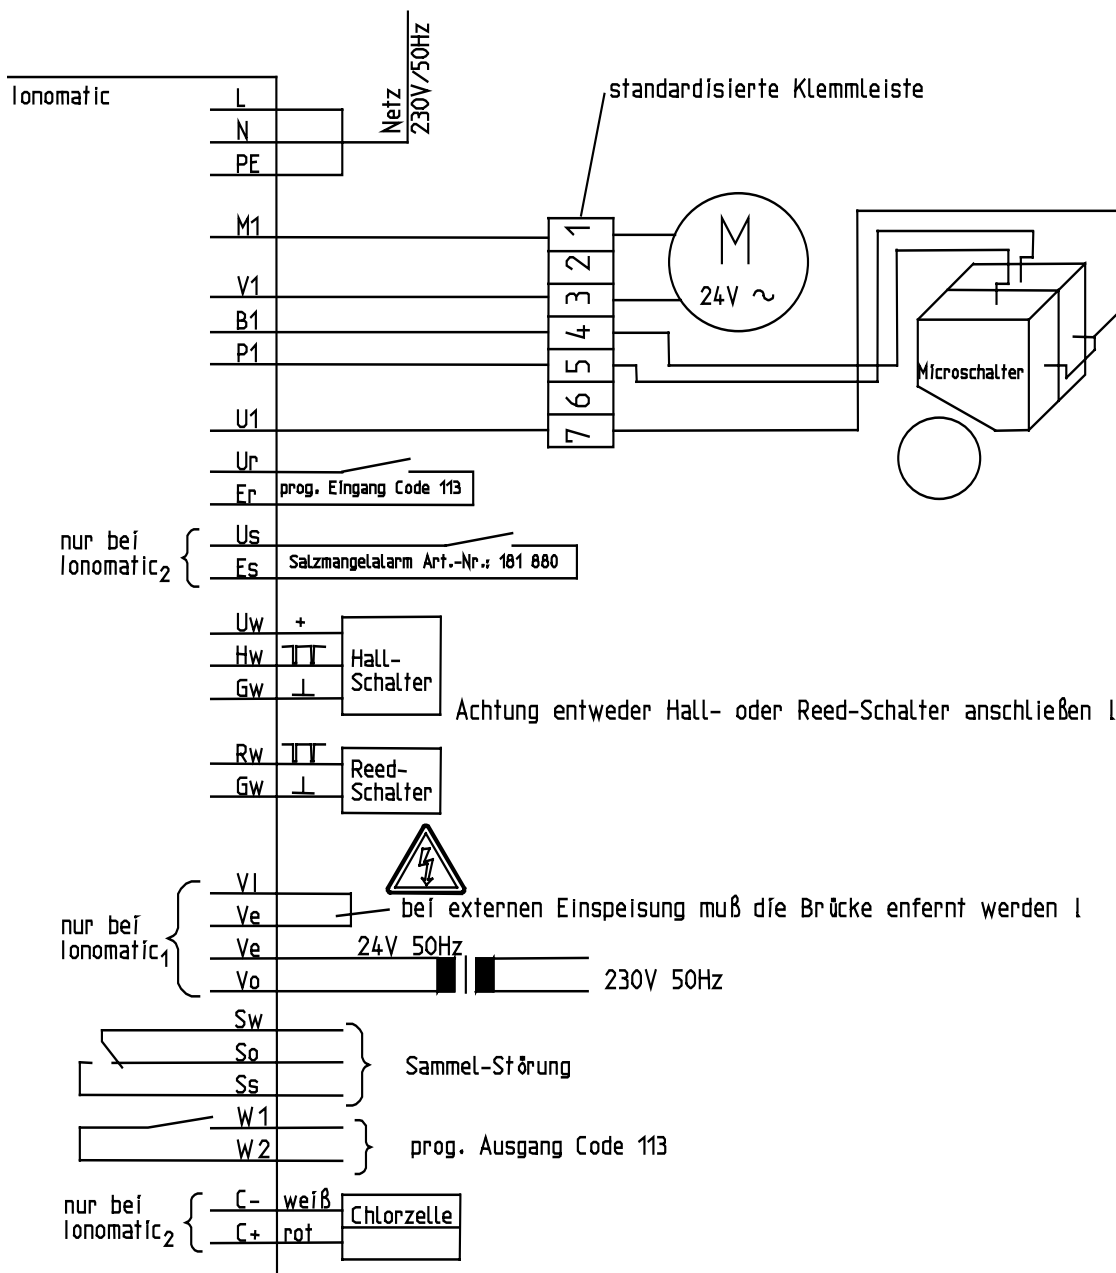 Ionomatic
L
N
PE
Netz
230V/50Hz
standardisierte Klemmleiste
M1
V1
B1
P1
U1
1
2
3
4
5
6
7
M
24V ~
Microschalter
Ur
Er
prog. Eingang Code 113
nur bei
Ionomatic2
Us
Es
Salzmangelalarm Art.-Nr.: 181 880
Uw
+
Hw
Gw
Hall-
Schalter
Achtung entweder Hall- oder Reed-Schalter anschließen !
Rw
Gw
Reed-
Schalter
nur bei
Ionomatic1
Vl
Ve
bei externen Einspeisung muß die Brücke enfernt werden !
Ve
24V 50Hz
Vo
230V 50Hz
Sw
So
Ss
Sammel-Störung
W1
W2
prog. Ausgang Code 113
nur bei
Ionomatic2
C- weiß
C+ rot
Chlorzelle